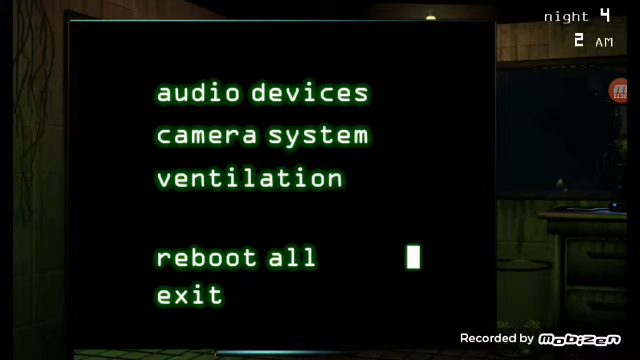 night 4
2 AM
audio devices
camera system
ventilation
reboot all
exit
Recorded by mobizen